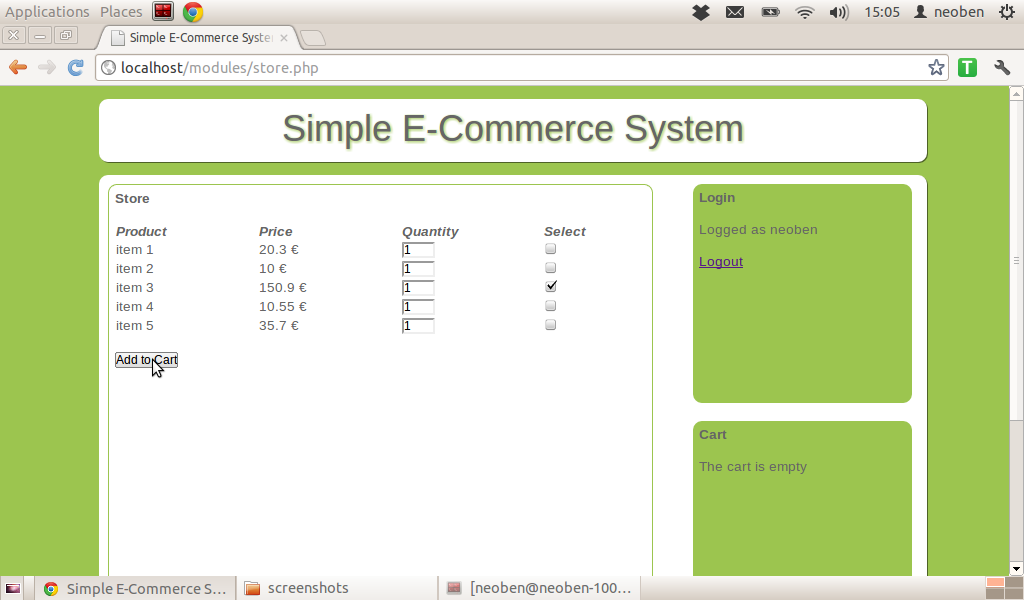 Applications Places 15:05 neoben
Simple E-Commerce Syste
localhost/modules/store.php
T
Simple E-Commerce System
Store
Product Price Quantity Select
item 1 20.3 € 1
item 2 10 € 1
item 3 150.9 € 1
item 4 10.55 € 1
item 5 35.7 € 1
Add to Cart
Login
Logged as neoben
Logout
Cart
The cart is empty
Simple E-Commerce S... screenshots [neoben@neoben-100...